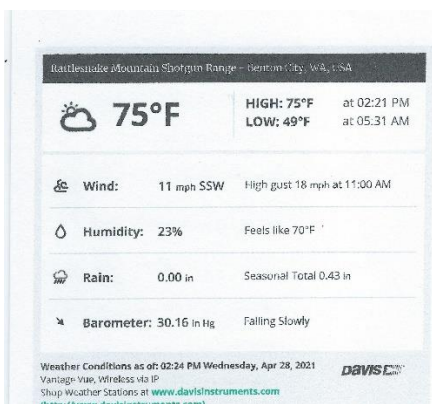 Rattlesnake Mountain Shotgun Range - Benton City, WA, USA
75°F
HIGH: 75°F at 02:21 PM
LOW: 49°F at 05:31 AM
Wind: 11 mph SSW High gust 18 mph at 11:00 AM
Humidity: 23% Feels like 70°F
Rain: 0.00 in Seasonal Total 0.43 in
Barometer: 30.16 in Hg Falling Slowly
Weather Conditions as of: 02:24 PM Wednesday, Apr 28, 2021
DAVIS
Vantage Vue, Wireless via IP
Shop Weather Stations at www.davisinstruments.com
(http://www.davisinstruments.com)